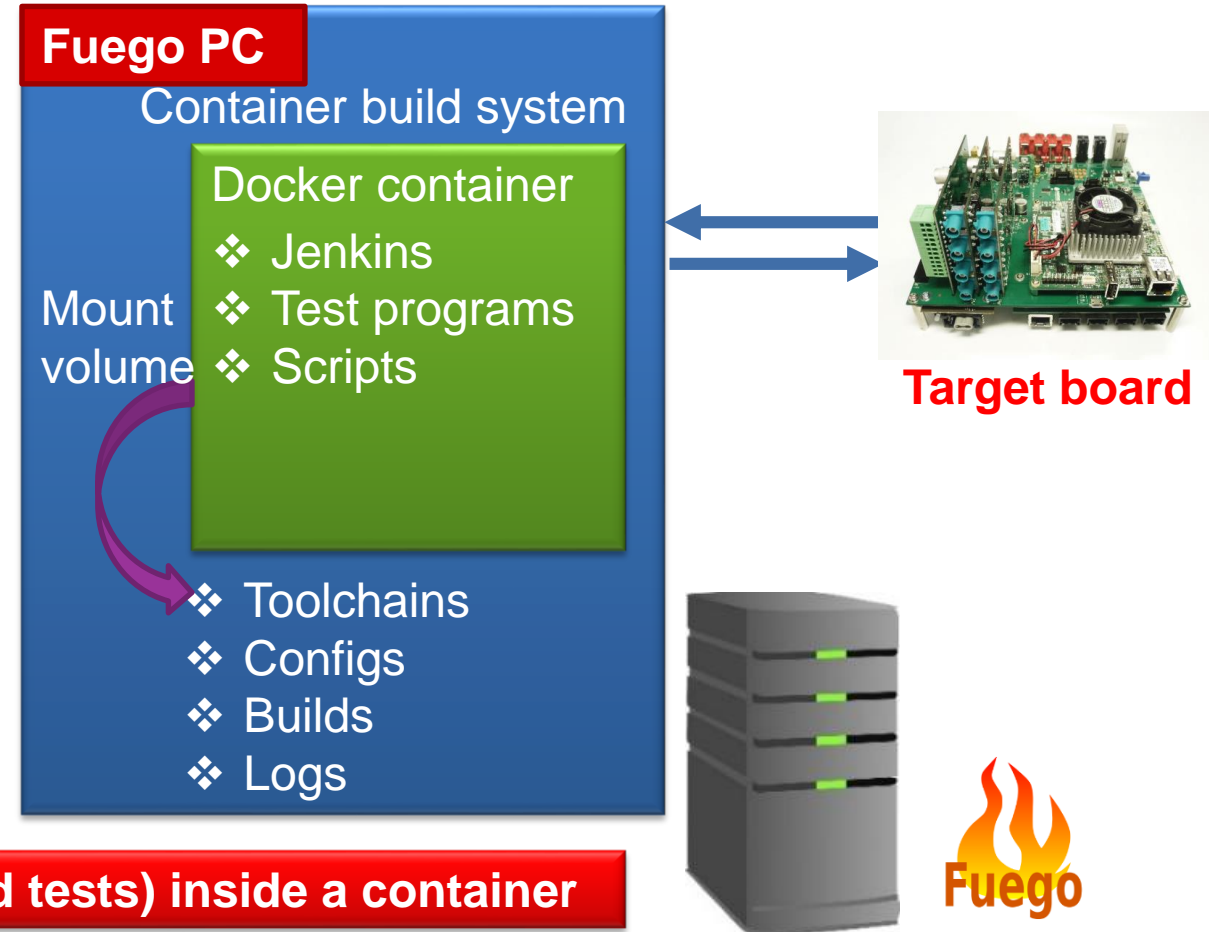 Fuego PC
Container build system
Docker container
❖ Jenkins
❖ Test programs
❖ Scripts
Mount
volume
❖ Toolchains
❖ Configs
❖ Builds
❖ Logs
Target board
d tests) inside a container
Fuego